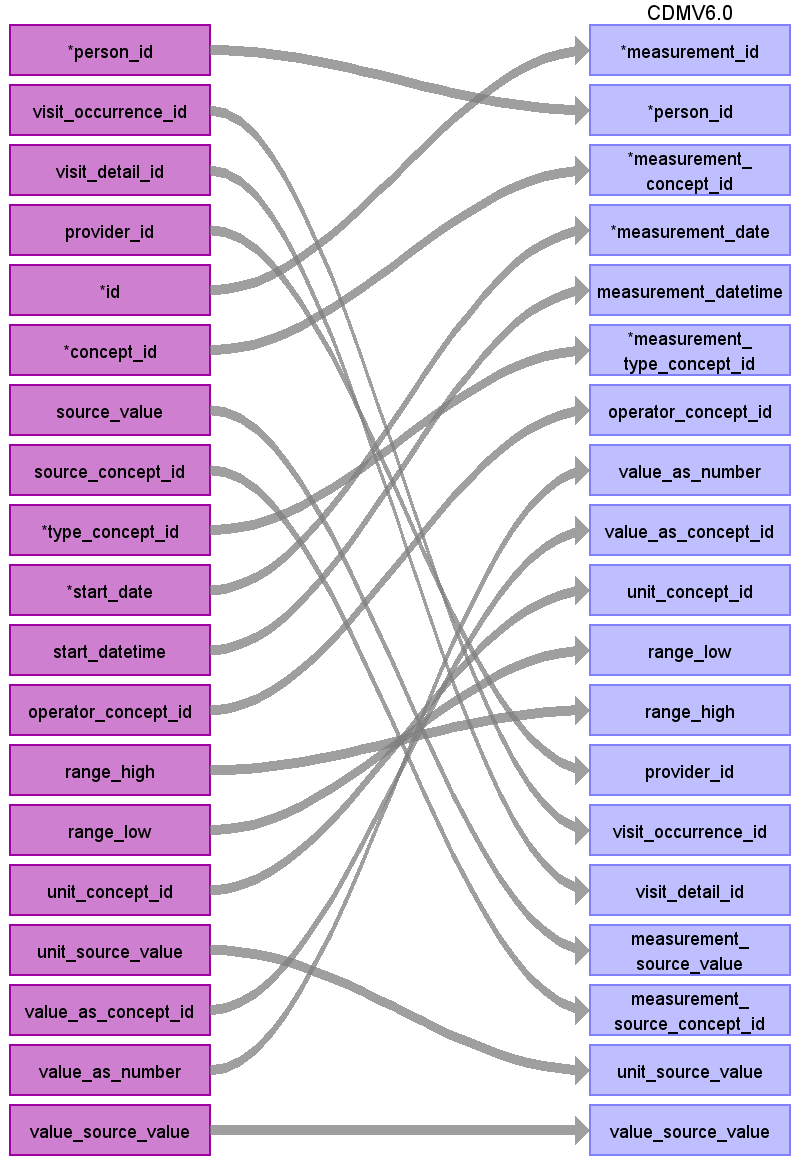 CDMV6.0
*person_id
*measurement_id
visit_occurrence_id
*person_id
visit_detail_id
*measurement_
concept_id
provider_id
*measurement_date
*id
measurement_datetime
*concept_id
*measurement_
type_concept_id
source_value
operator_concept_id
source_concept_id
value_as_number
*type_concept_id
value_as_concept_id
*start_date
unit_concept_id
start_datetime
range_low
operator_concept_id
range_high
range_high
provider_id
range_low
visit_occurrence_id
unit_concept_id
visit_detail_id
unit_source_value
measurement_
source_value
value_as_concept_id
measurement_
source_concept_id
value_as_number
unit_source_value
value_source_value
value_source_value